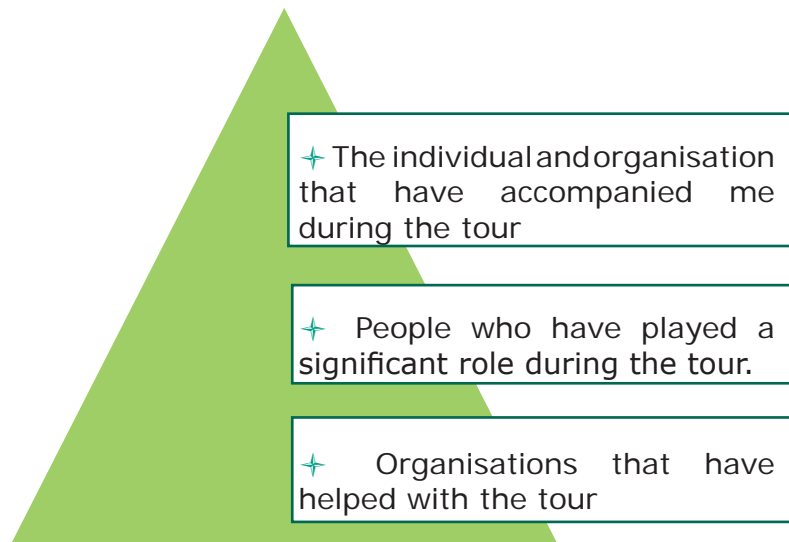 The individual and organisation
that have accompanied me
during the tour
People who have played a
significant role during the tour.
Organisations that have
helped with the tour